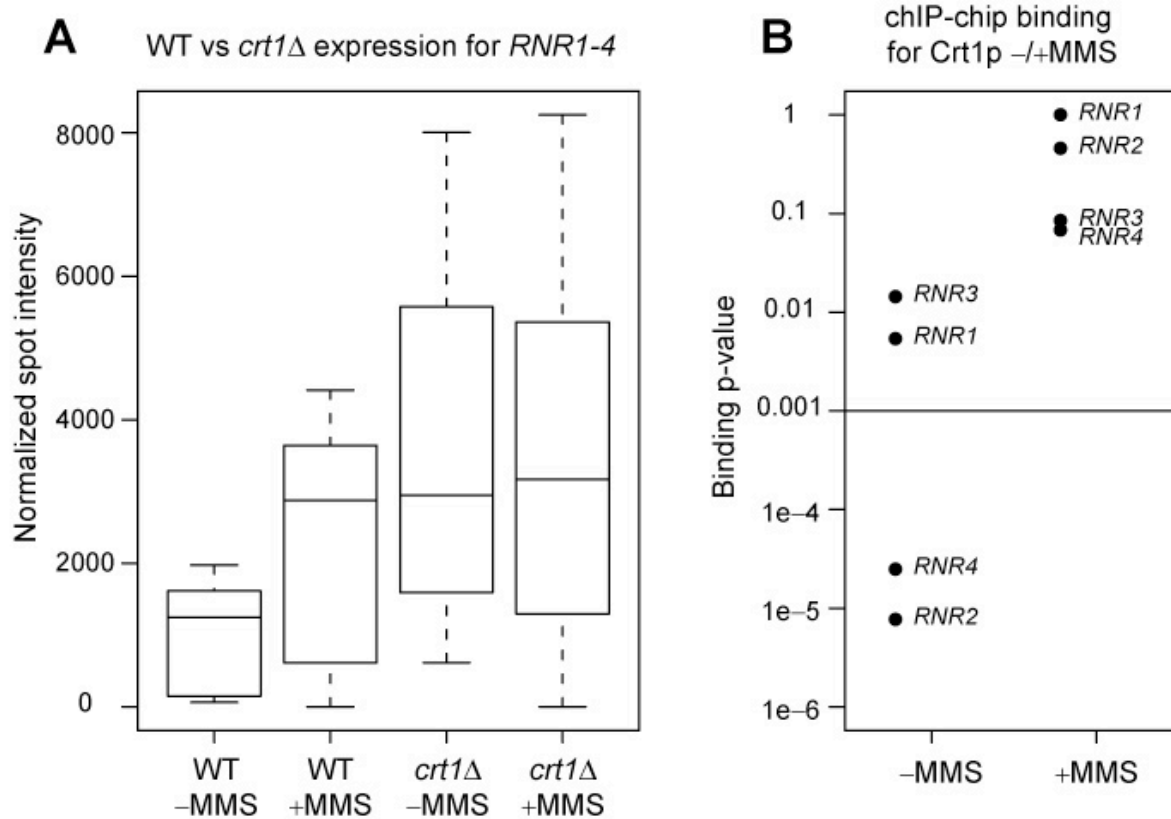 A
WT vs crt1Δ expression for RNR1-4
Normalized spot intensity
8000
6000
4000
2000
0
WT
−MMS
WT
+MMS
crt1Δ
−MMS
crt1Δ
+MMS
B
chIP-chip binding
for Crt1p −/+MMS
Binding p-value
1
0.1
0.01
0.001
1e−4
1e−5
1e−6
RNR1
RNR2
RNR3
RNR4
RNR3
RNR1
RNR4
RNR2
−MMS
+MMS